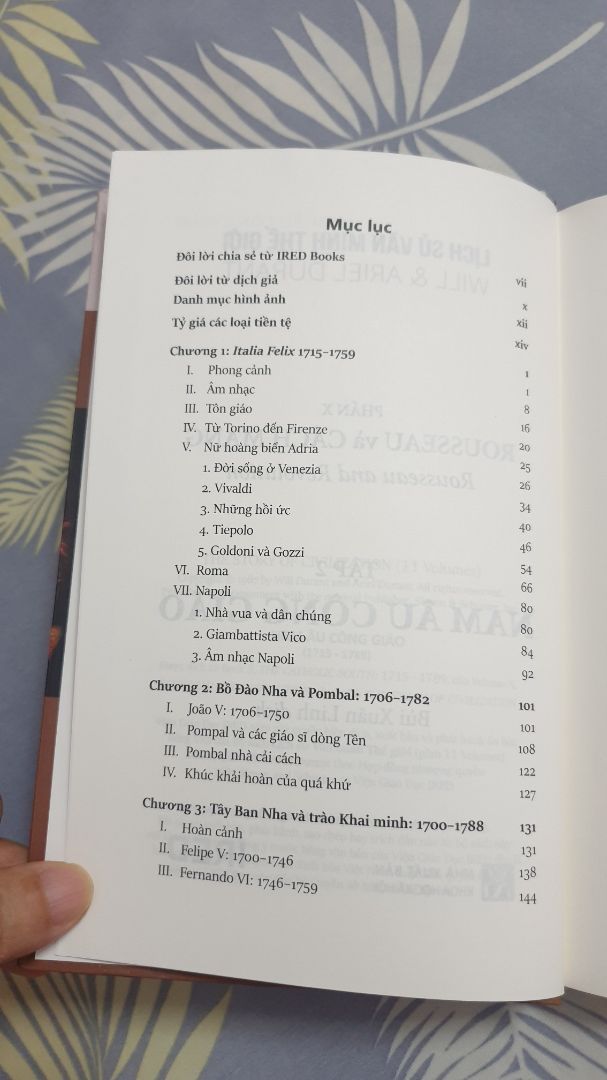 Mục lục
Đôi lời chia sẻ từ IRED Books vii
Đôi lời từ dịch giả x
Danh mục hình ảnh xii
Tỷ giá các loại tiền tệ xiv
Chương 1: Italia Felix 1715–1759 1
I. Phong cảnh 1
II. Âm nhạc 8
III. Tôn giáo 16
IV. Từ Torino đến Firenze 20
V. Nữ hoàng biển Adria 25
1. Đời sống ở Venezia 26
2. Vivaldi 34
3. Những hồi ức 40
4. Tiepolo 46
5. Goldoni và Gozzi 54
VI. Roma 66
VII. Napoli 80
1. Nhà vua và dân chúng 80
2. Giambattista Vico 84
3. Âm nhạc Napoli 92
Chương 2: Bồ Đào Nha và Pombal: 1706–1782 101
I. João V: 1706–1750 101
II. Pompal và các giáo sĩ dòng Tên 108
III. Pombal nhà cải cách 122
IV. Khúc khải hoàn của quá khứ 127
Chương 3: Tây Ban Nha và trào Khai minh: 1700–1788 131
I. Hoàn cảnh 131
II. Felipe V: 1700–1746 138
III. Fernando VI: 1746–1759 144